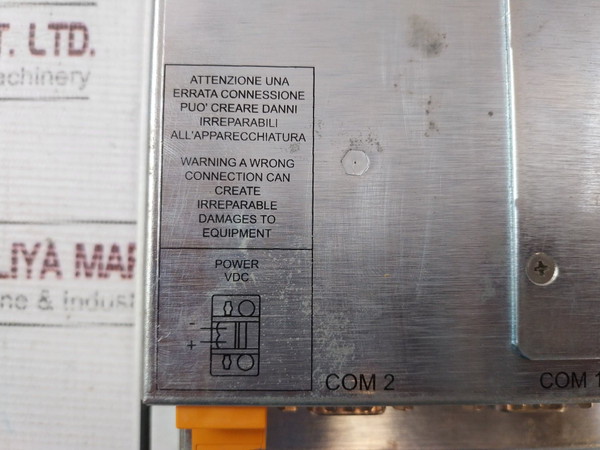 T. LTD.
achinery
LIYA MAR
ne & Indust
ATTENZIONE UNA
ERRATA CONNESSIONE
PUO' CREARE DANNI
IRREPARABILI
ALL'APPARECCHIATURA
WARNING A WRONG
CONNECTION CAN
CREATE
IRREPARABLE
DAMAGES TO
EQUIPMENT
POWER
VDC
-
+
COM 2
COM 1